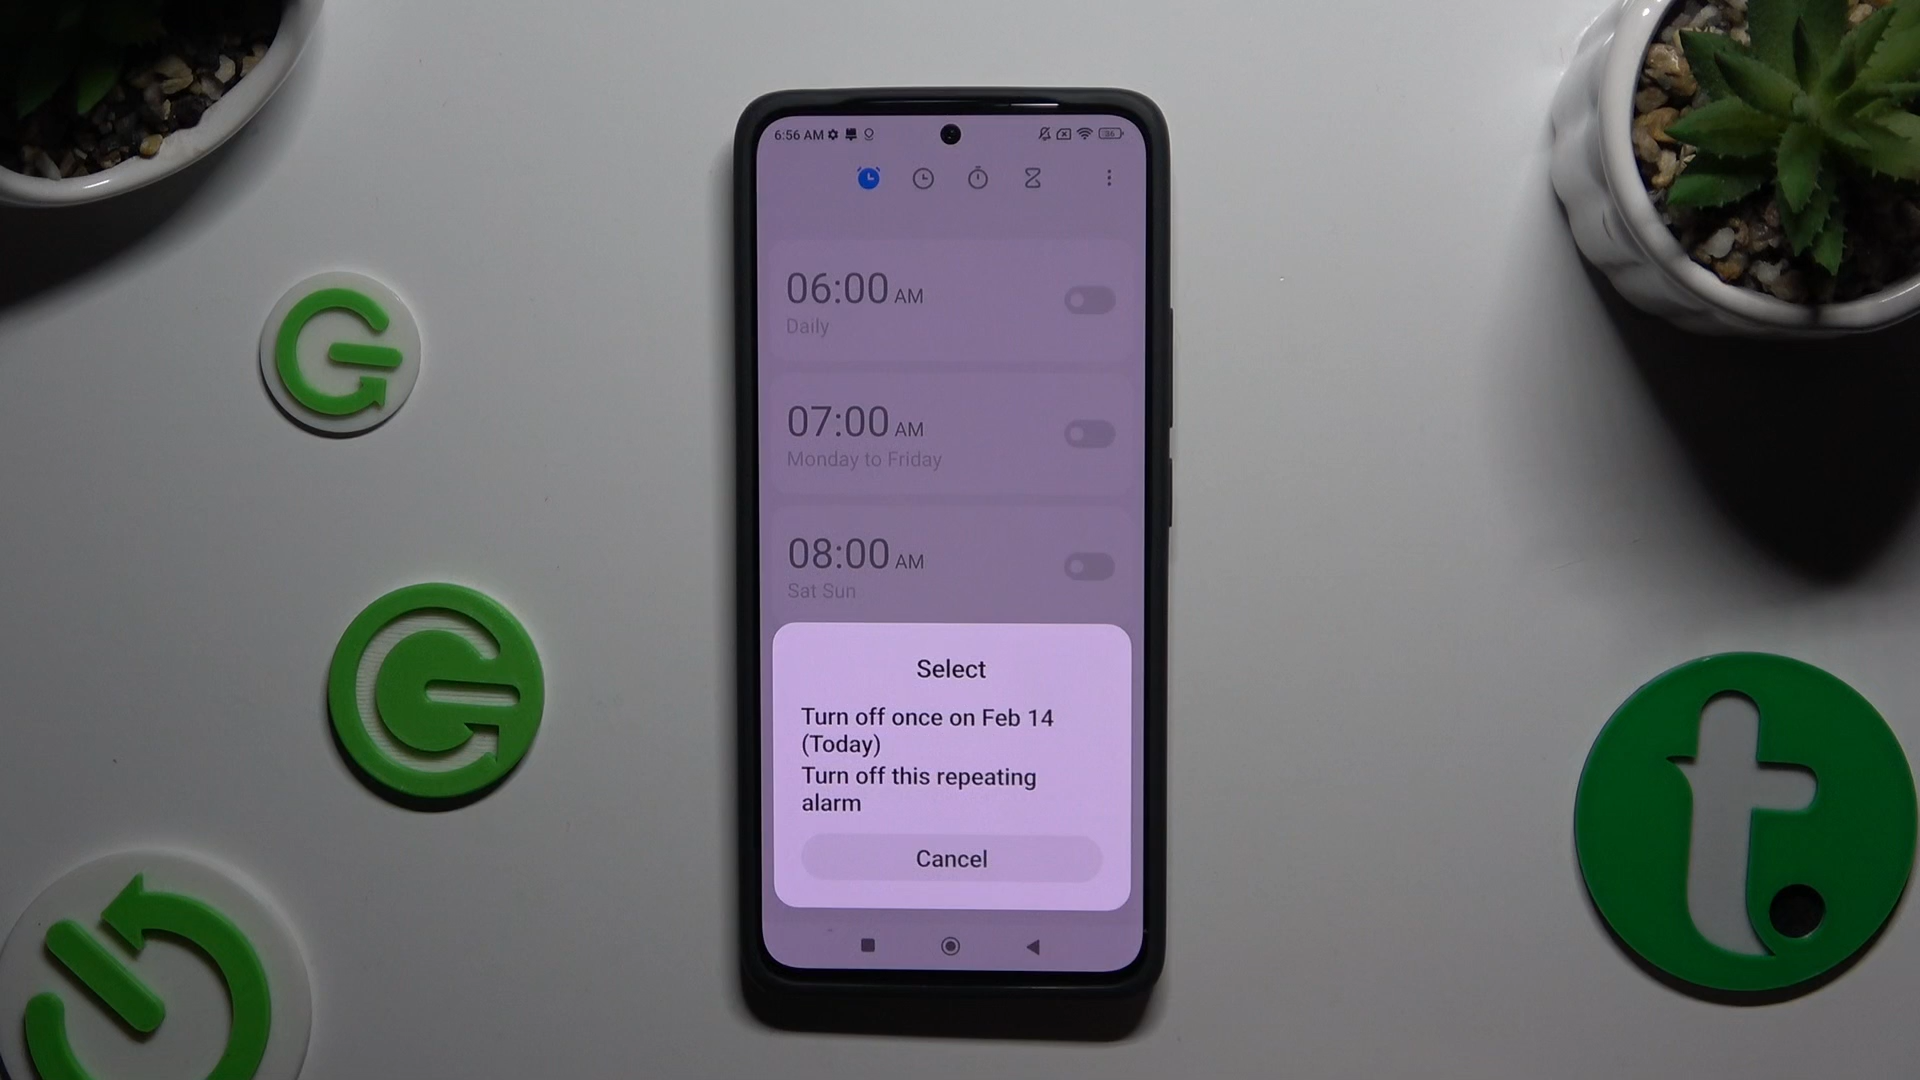 6:56 AM
36
06:00 AM
Daily
07:00 AM
Monday to Friday
08:00 AM
Sat Sun
Select
Turn off once on Feb 14
(Today)
Turn off this repeating
alarm
Cancel